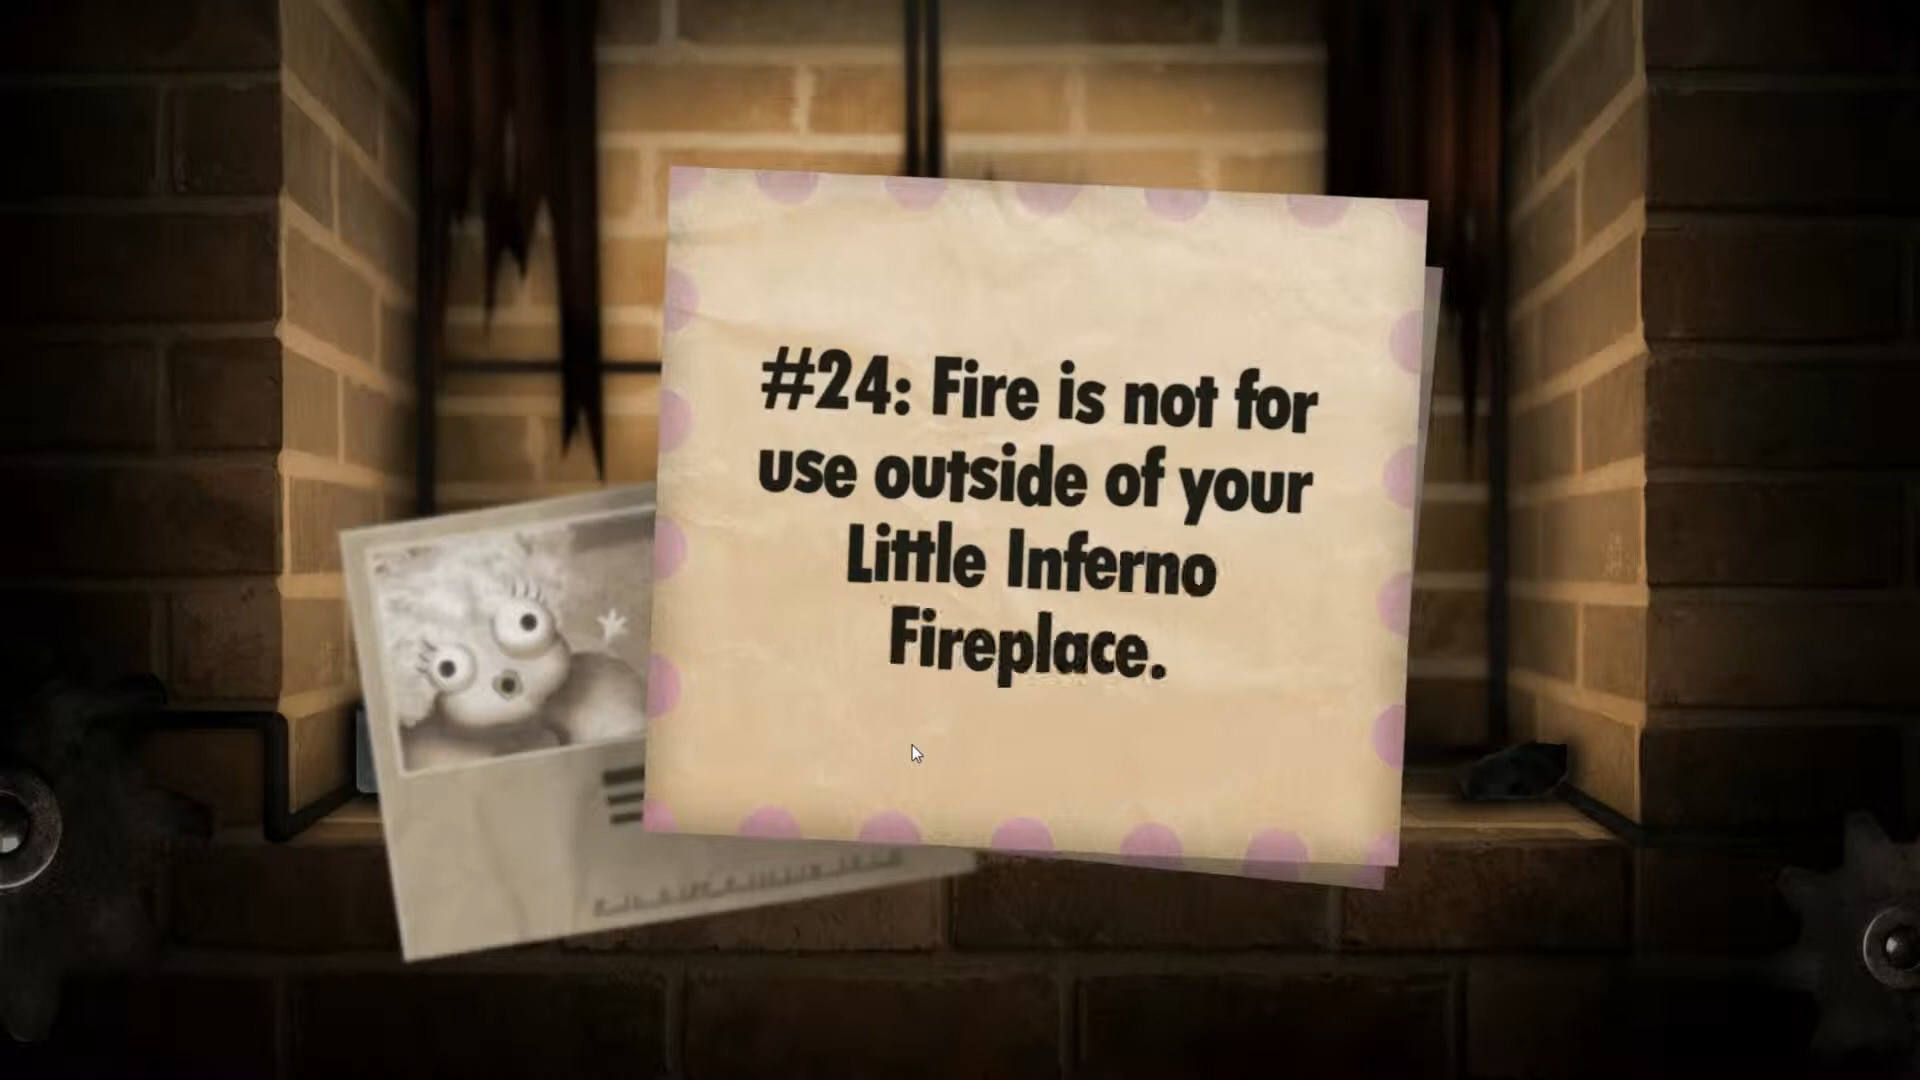 #24: Fire is not for
use outside of your
Little Inferno
Fireplace.